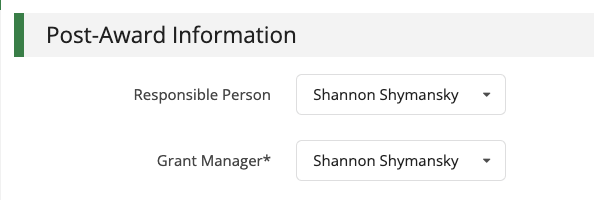 Post-Award Information
Responsible Person Shannon Shymansky
Grant Manager* Shannon Shymansky